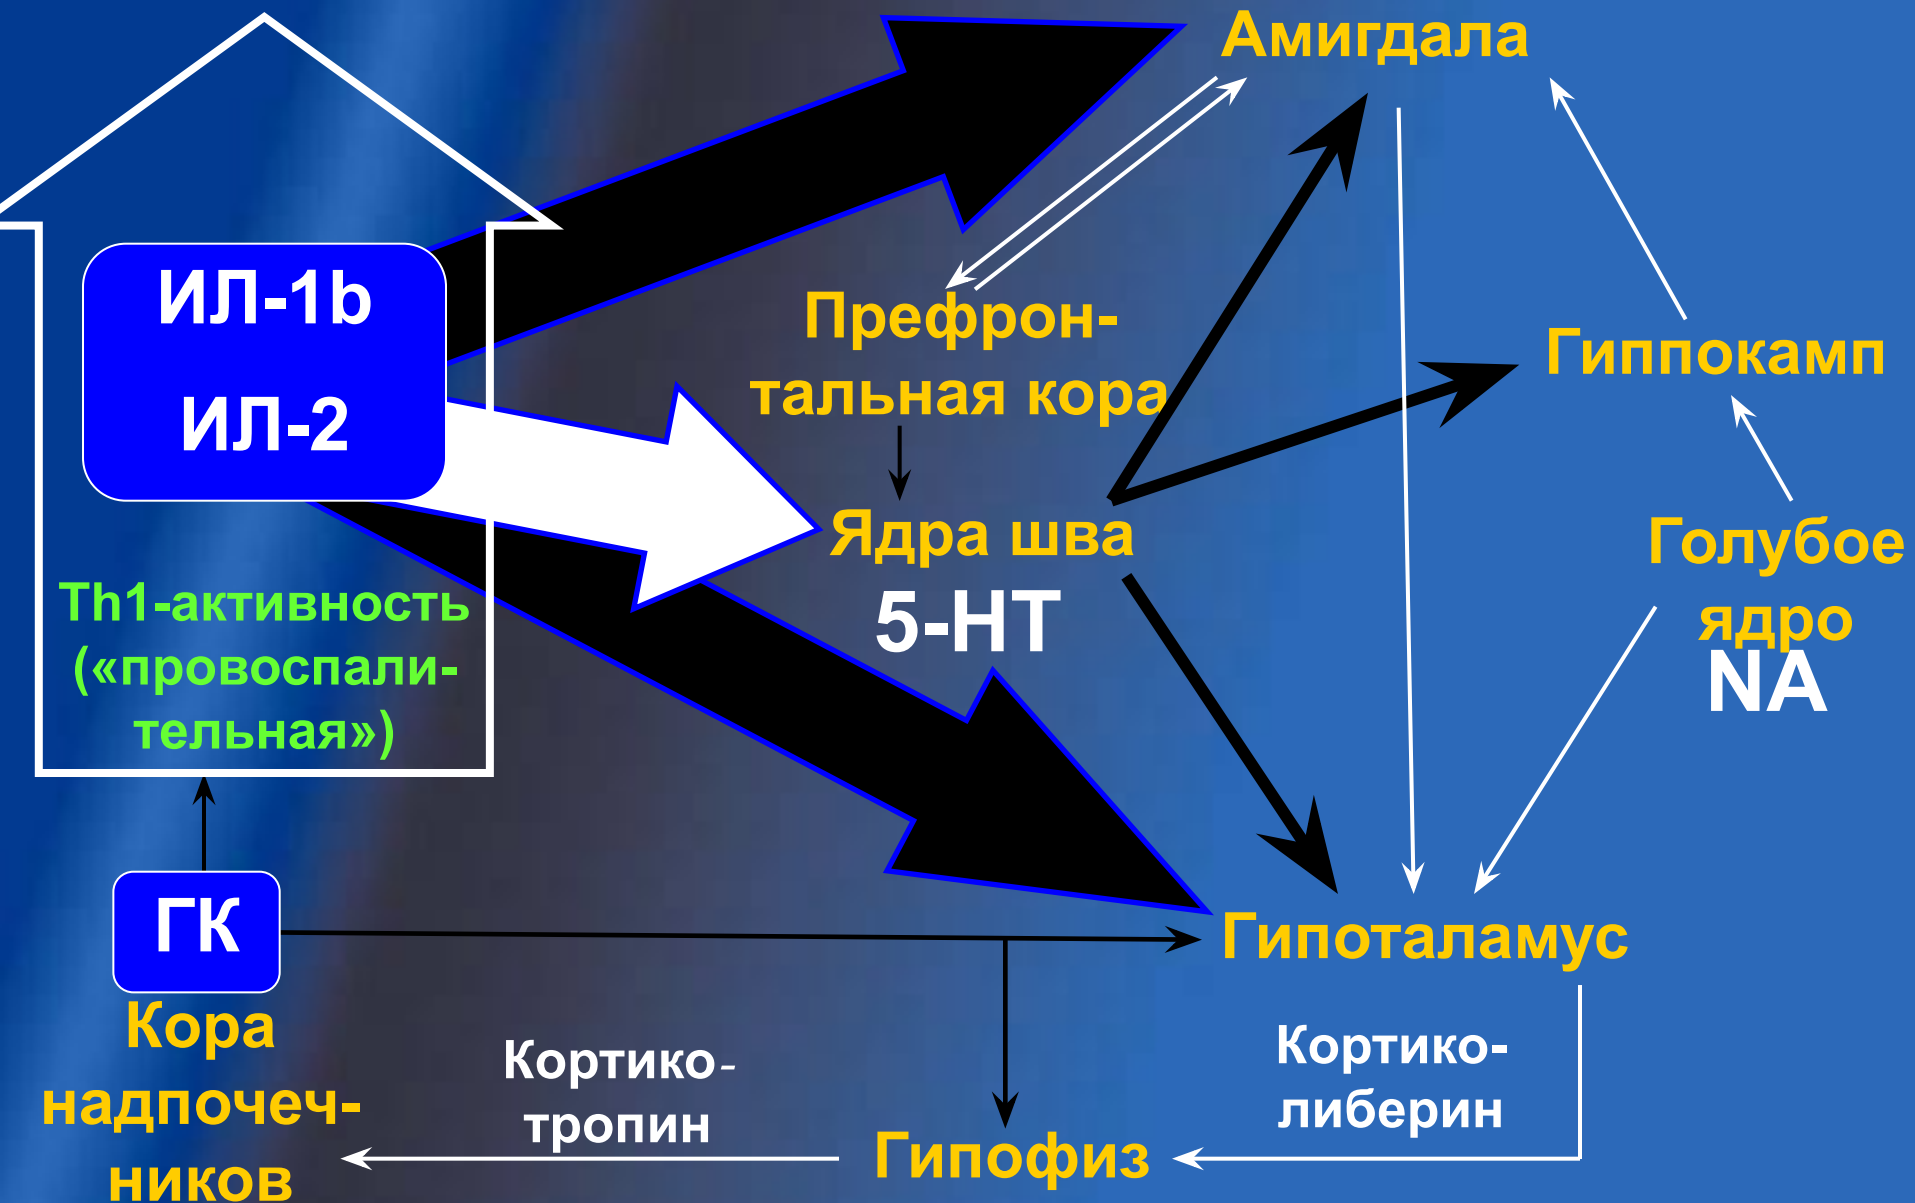 Амигдала
ИЛ-1b
ИЛ-2
Префрон-
тальная кора
Гиппокамп
Ядра шва
5-НТ
Голубое
ядро
NA
Th1-активность
(«провоспали-
тельная»)
ГК
Гипоталамус
Кора
надпочеч-
ников
Кортико-
тропин
Гипофиз
Кортико-
либерин